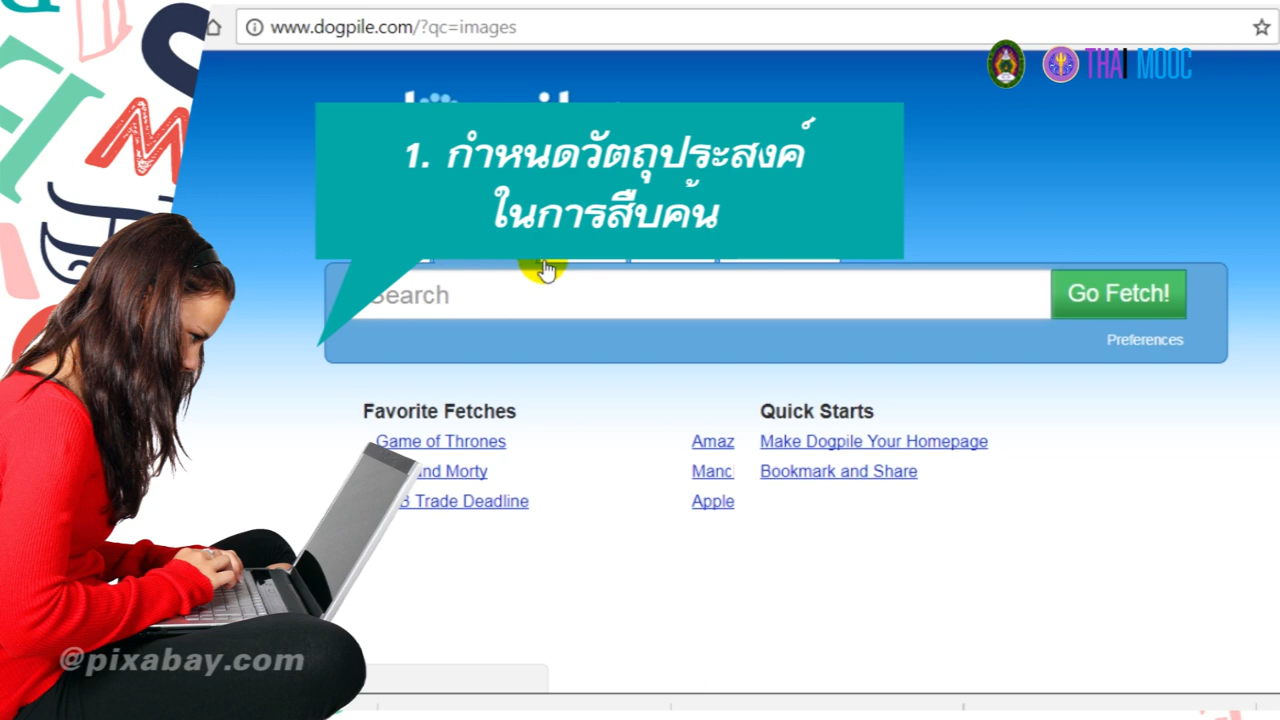 www.dogpile.com/?qc=images
THAI MOOC
1. กำหนดวัตถุประสงค์
ในการสืบค้น
Search
Go Fetch!
Preferences
Favorite Fetches
Quick Starts
Game of Thrones
Amaz
Make Dogpile Your Homepage
nd Morty
Manc
Bookmark and Share
Trade Deadline
Apple
@pixabay.com